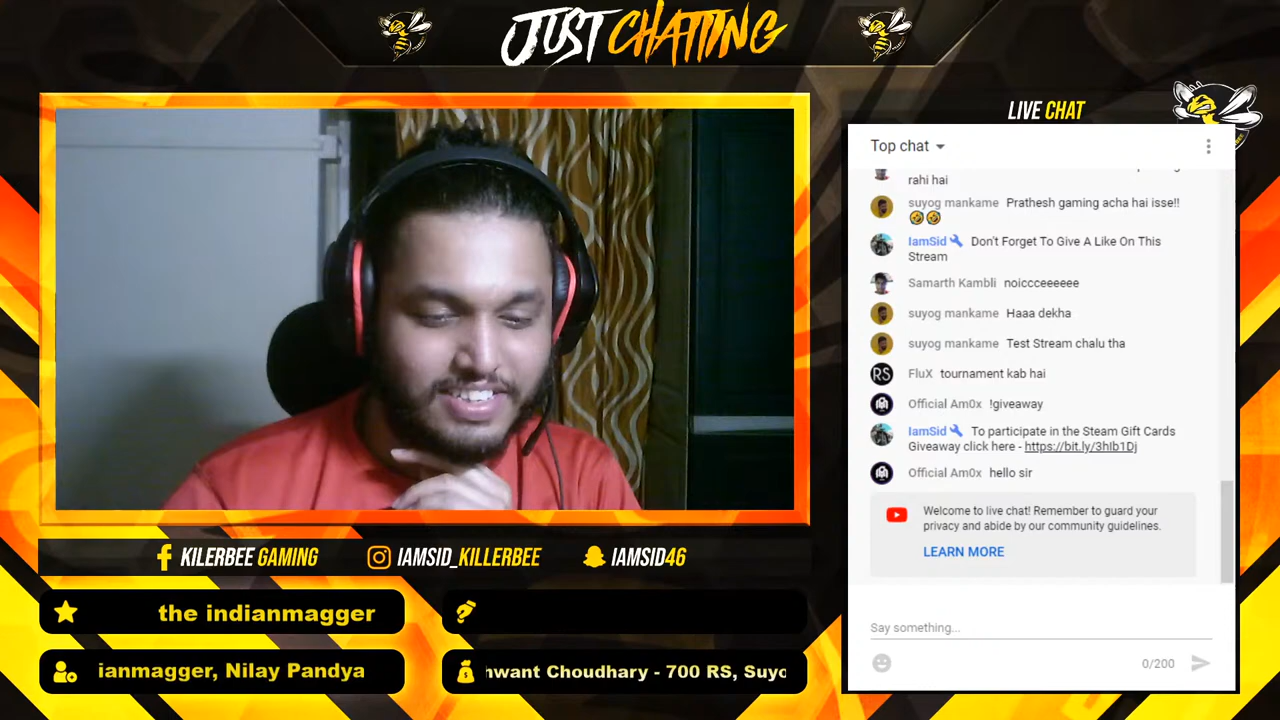 JUST CHATTING
LIVE CHAT
Top chat
rahi hai
suyog mankame Prathesh gaming acha hai isse!!
IamSid Don't Forget To Give A Like On This
Stream
Samarth Kambli noiccceeeeee
suyog mankame Haaa dekha
suyog mankame Test Stream chalu tha
RS FluX tournament kab hai
Official Am0x !giveaway
IamSid To participate in the Steam Gift Cards
Giveaway click here - https://bit.ly/3hIb1Dj
Official Am0x hello sir
Welcome to live chat! Remember to guard your
privacy and abide by our community guidelines.
LEARN MORE
Say something...
0/200
KILERBEE GAMING IAMSID_KILLERBEE IAMSID46
the indianmagger
ianmagger, Nilay Pandya
hwant Choudhary - 700 RS, Suyo